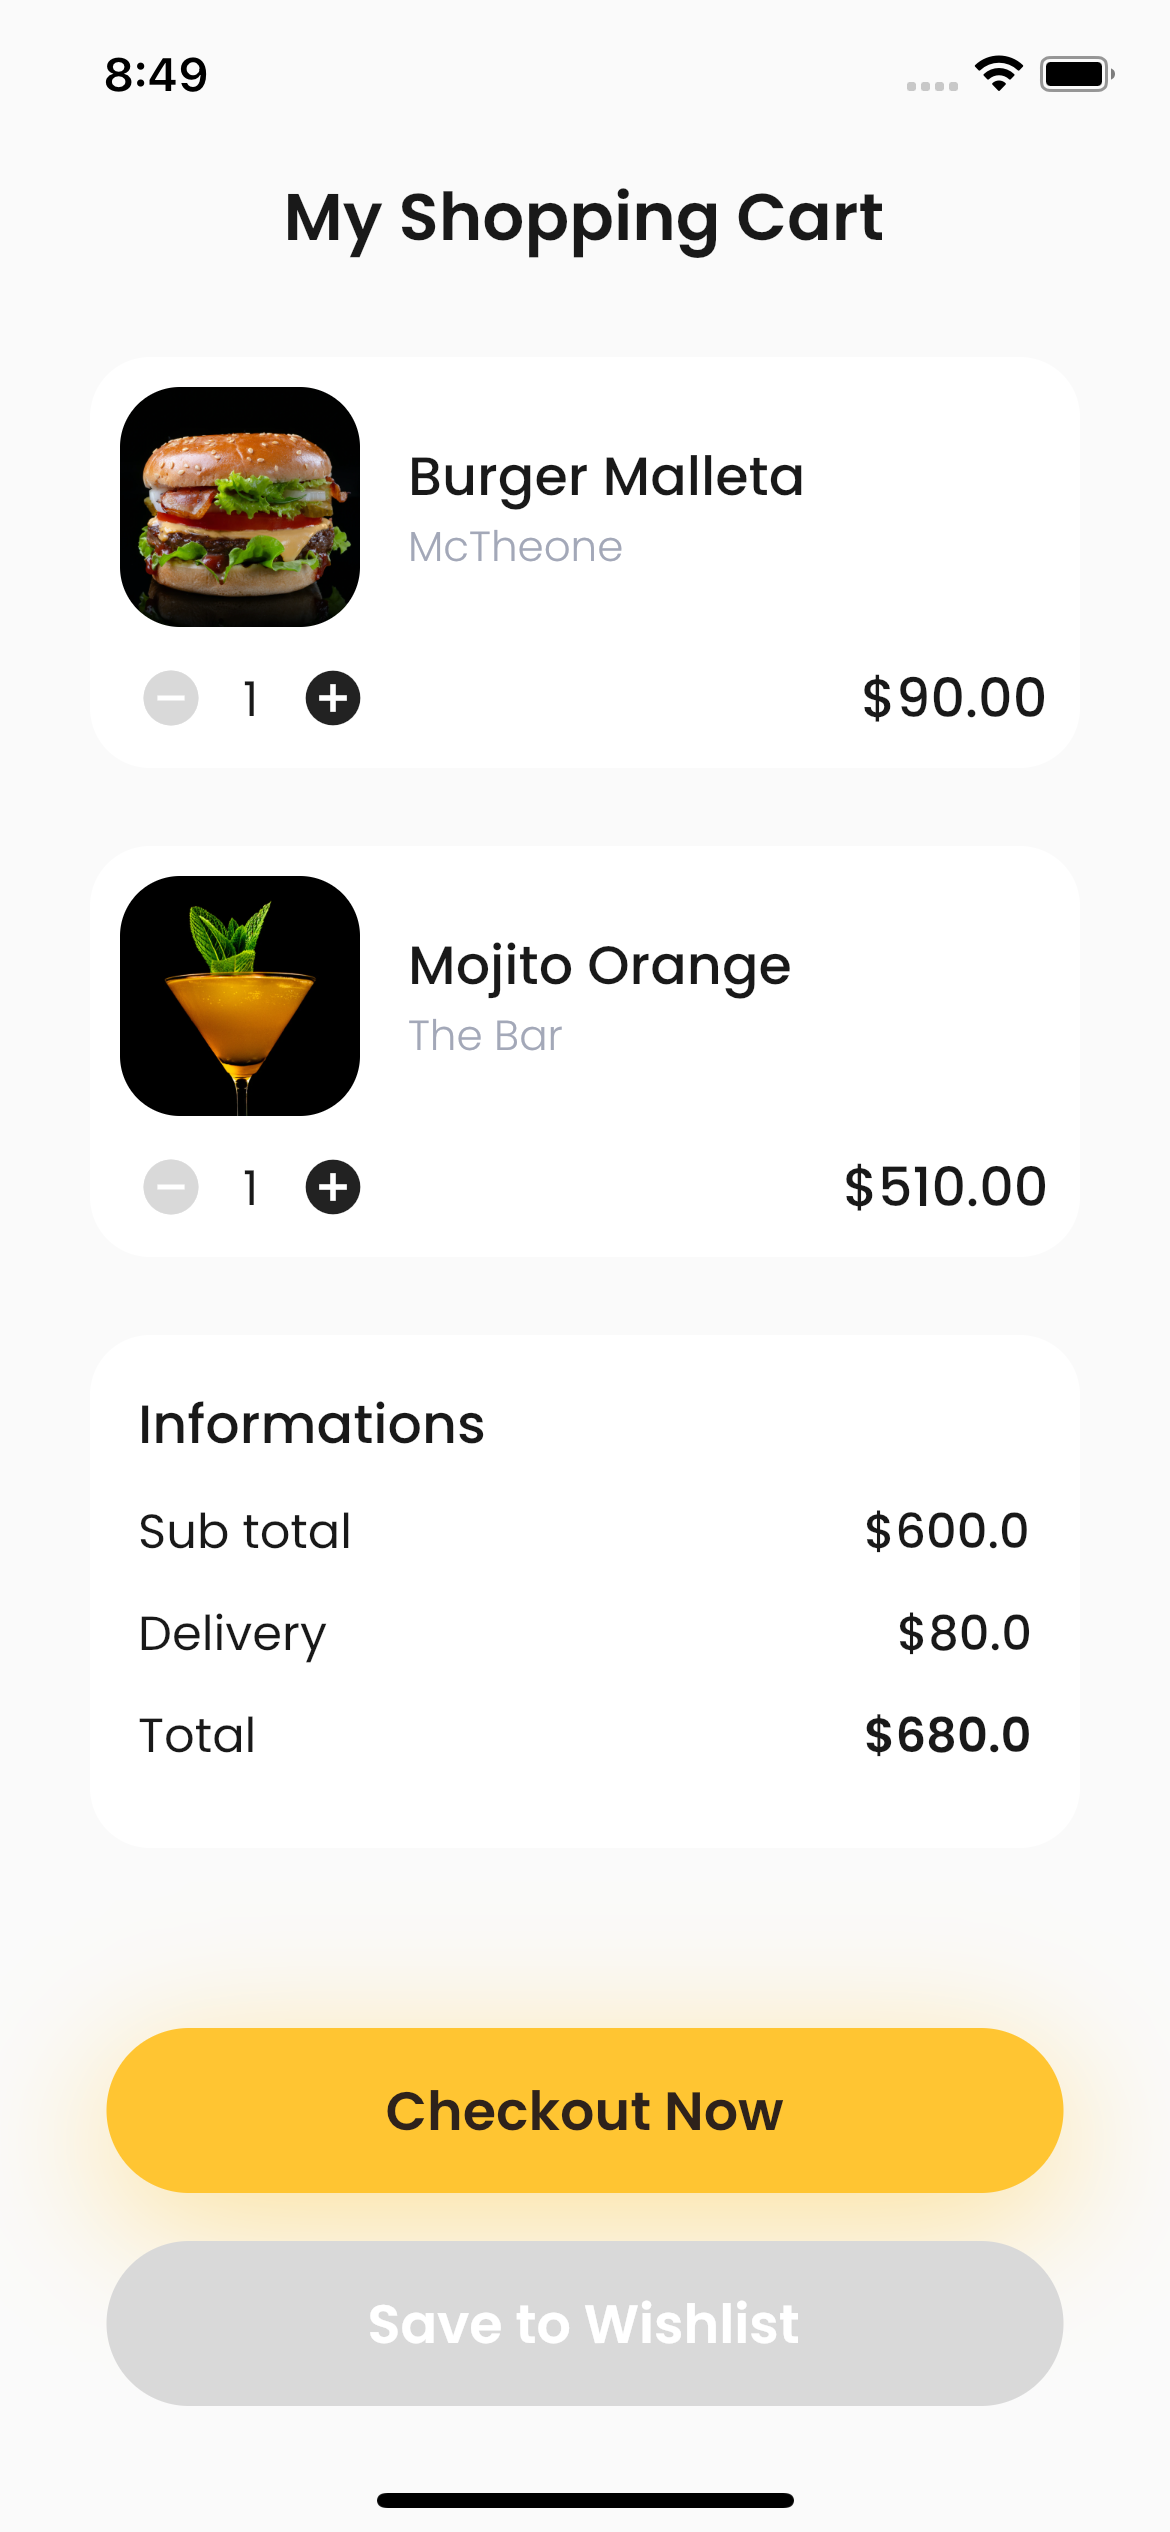 8:49
My Shopping Cart
Burger Malleta
McTheone
1
$90.00
Mojito Orange
The Bar
1
$510.00
Informations
Sub total $600.0
Delivery $80.0
Total $680.0
Checkout Now
Save to Wishlist